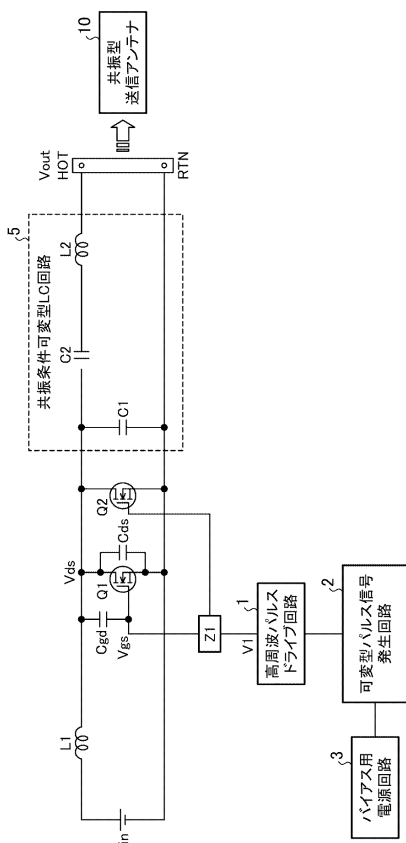 in
L1
Cgd
Vds
Vgs
Q1
Cds
Q2
Z1
V1
1
高周波パルス
ドライブ回路
2
可変型パルス信号
発生回路
3
バイアス用
電源回路
5
共振条件可変型LC回路
C1
C2
L2
Vout
HOT
RTN
10
共振型
送信アンテナ